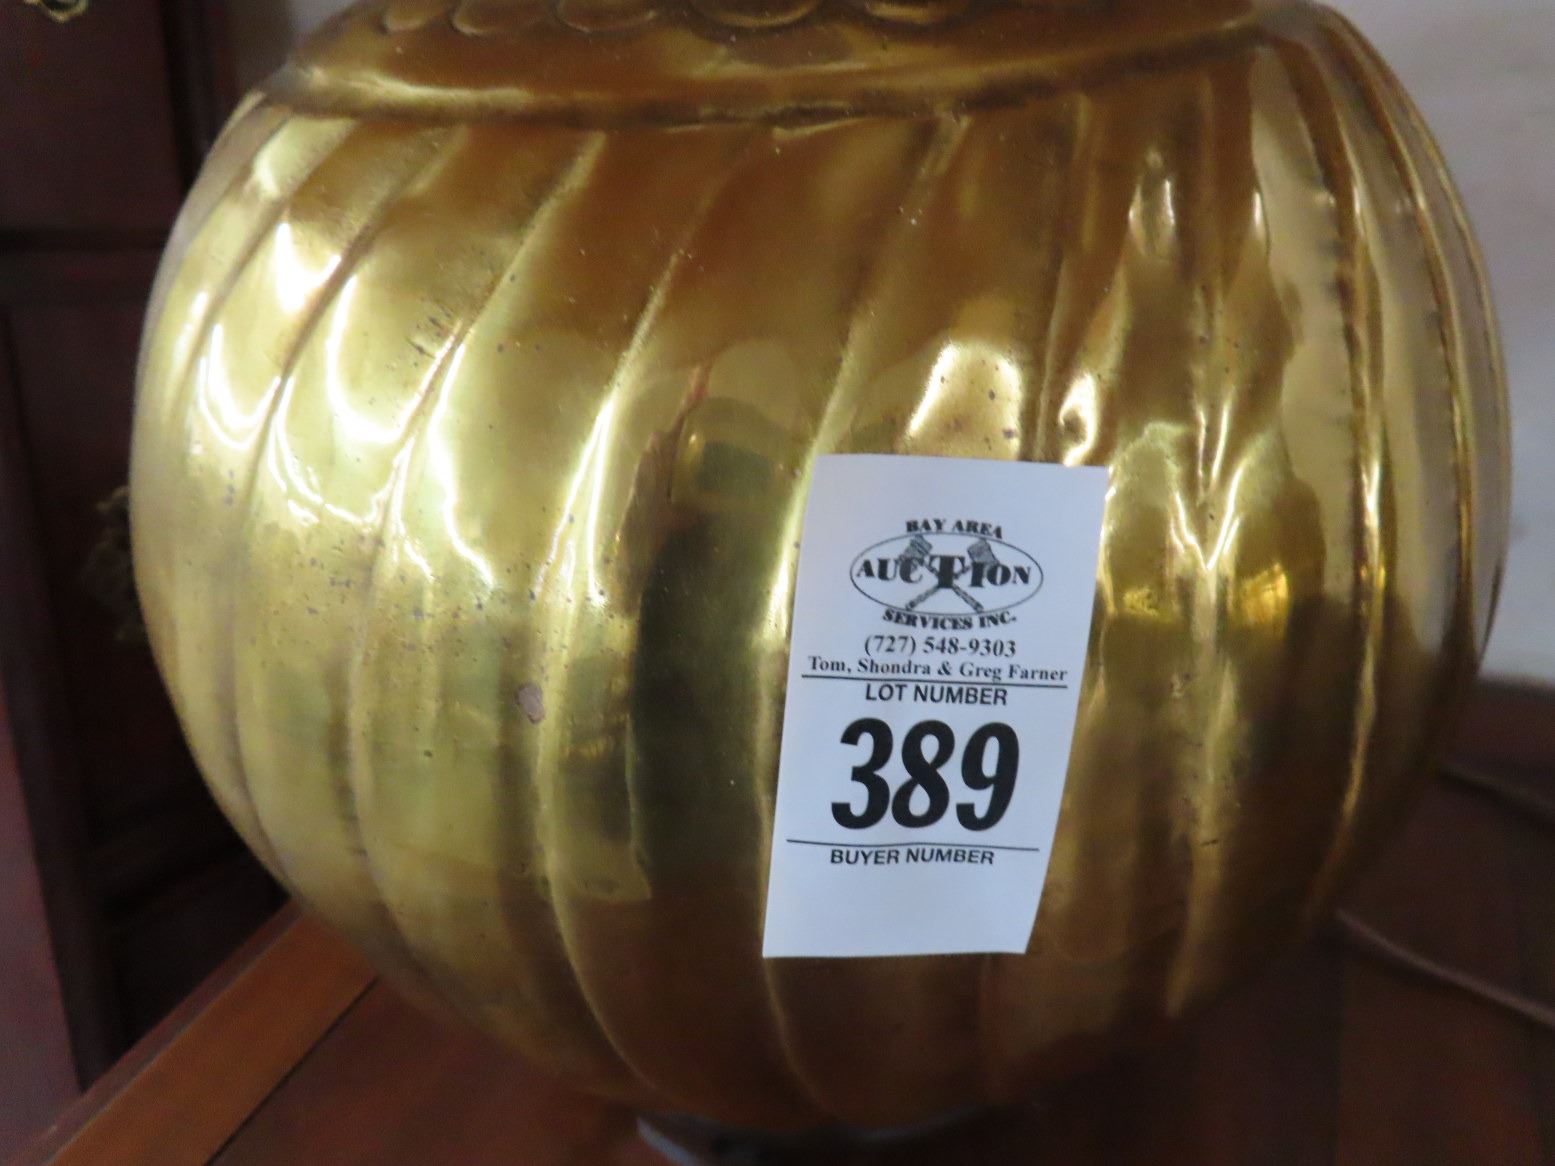 BAY AREA
AUCTION
SERVICES INC.
(727) 548-9303
Tom, Shondra & Greg Farner
LOT NUMBER
389
BUYER NUMBER